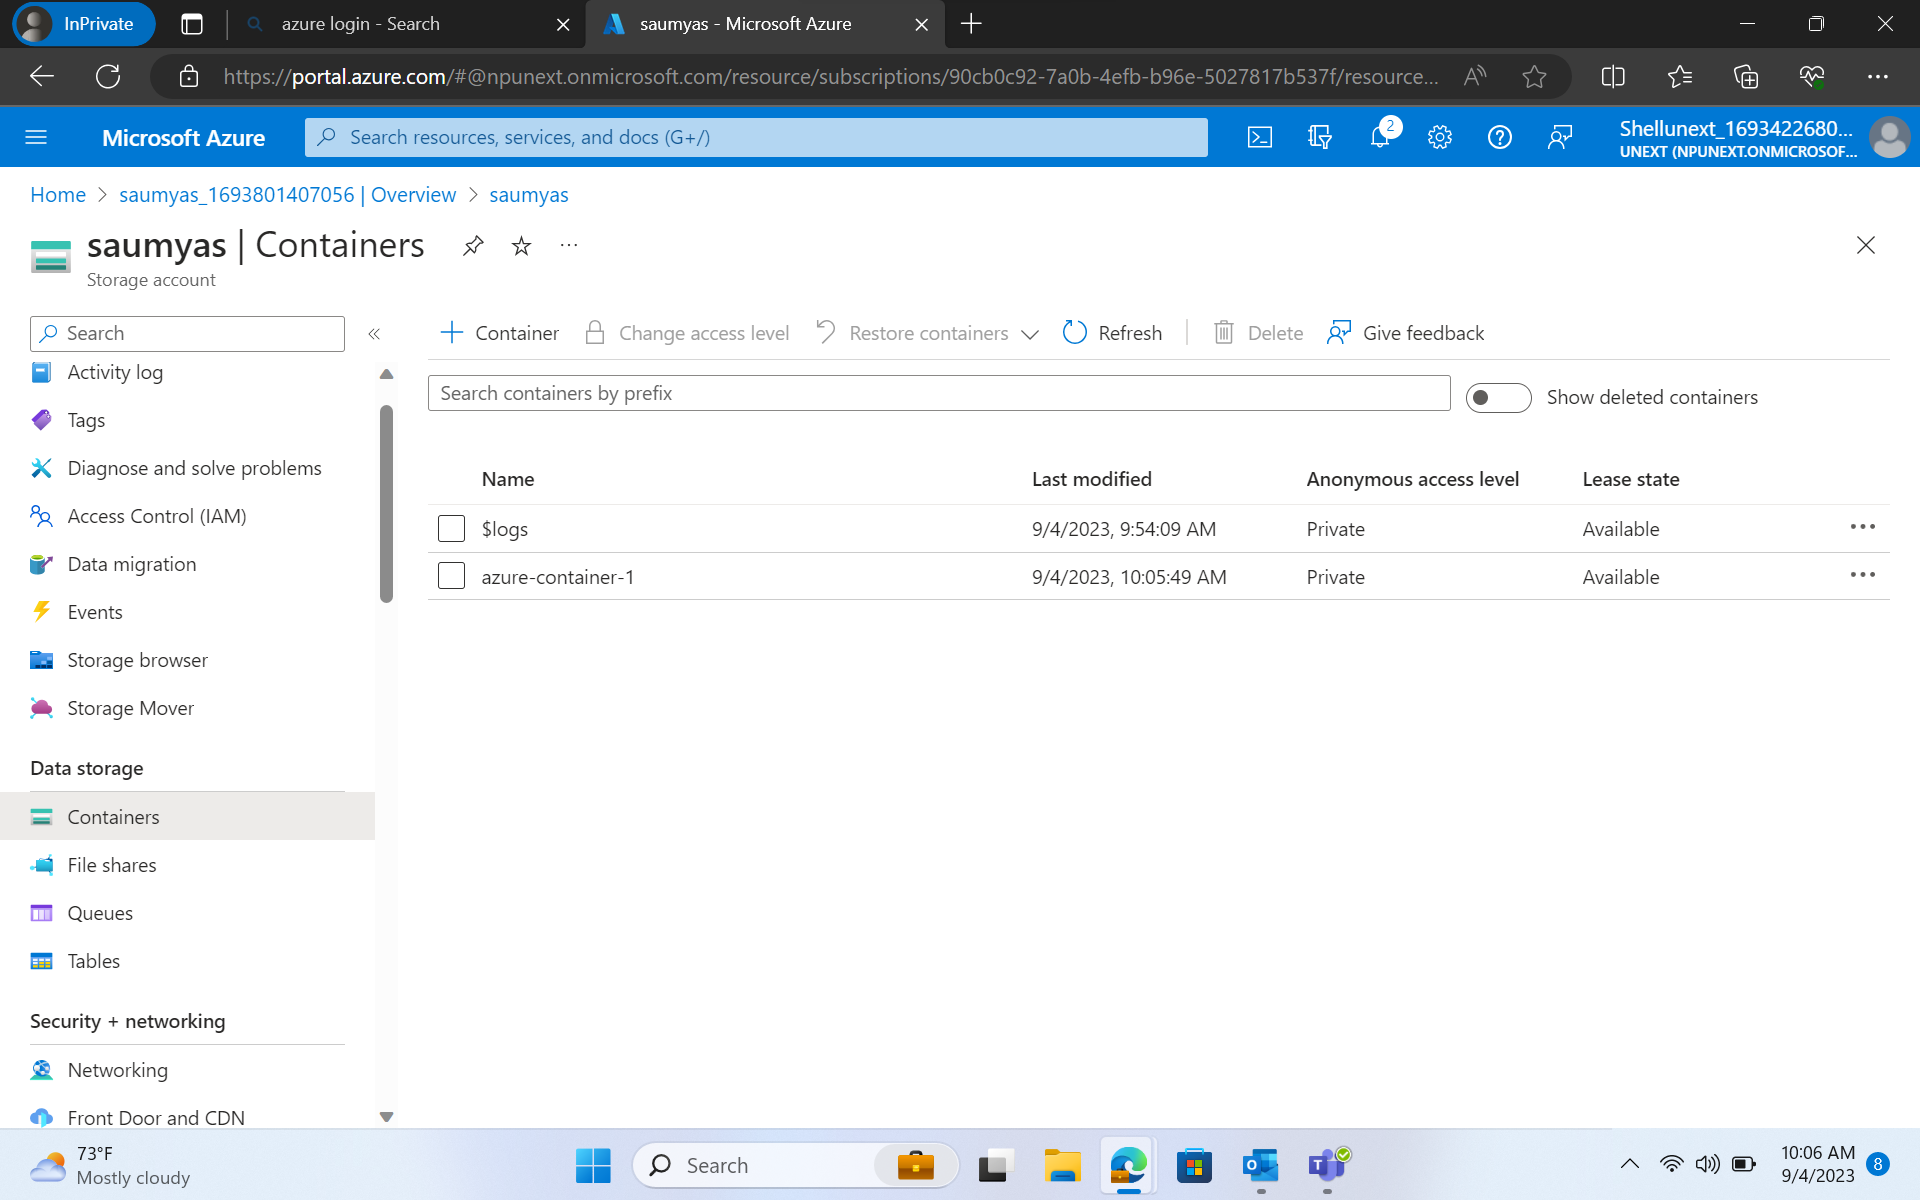 InPrivate
azure login - Search
saumyas - Microsoft Azure
https://portal.azure.com/#@npunext.onmicrosoft.com/resource/subscriptions/90cb0c92-7a0b-4efb-b96e-5027817b537f/resource...
Microsoft Azure
Search resources, services, and docs (G+/)
2
Shellunext_1693422680...
UNEXT (NPUNEXT.ONMICROSOF...
Home > saumyas_1693801407056 | Overview > saumyas
saumyas | Containers
Storage account
Search
Activity log
Tags
Diagnose and solve problems
Access Control (IAM)
Data migration
Events
Storage browser
Storage Mover
Data storage
Containers
File shares
Queues
Tables
Security + networking
Networking
Front Door and CDN
Container
Change access level
Restore containers
Refresh
Delete
Give feedback
Search containers by prefix
Show deleted containers
Name Last modified Anonymous access level Lease state
$logs 9/4/2023, 9:54:09 AM Private Available
azure-container-1 9/4/2023, 10:05:49 AM Private Available
73°F
Mostly cloudy
Search
10:06 AM
9/4/2023
8